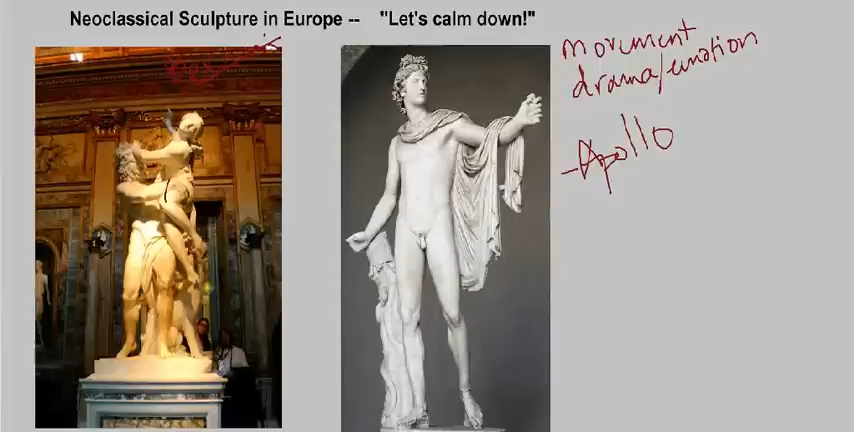 Neoclassical Sculpture in Europe -- "Let's calm down!"
movement
drama/emotion
-Apollo